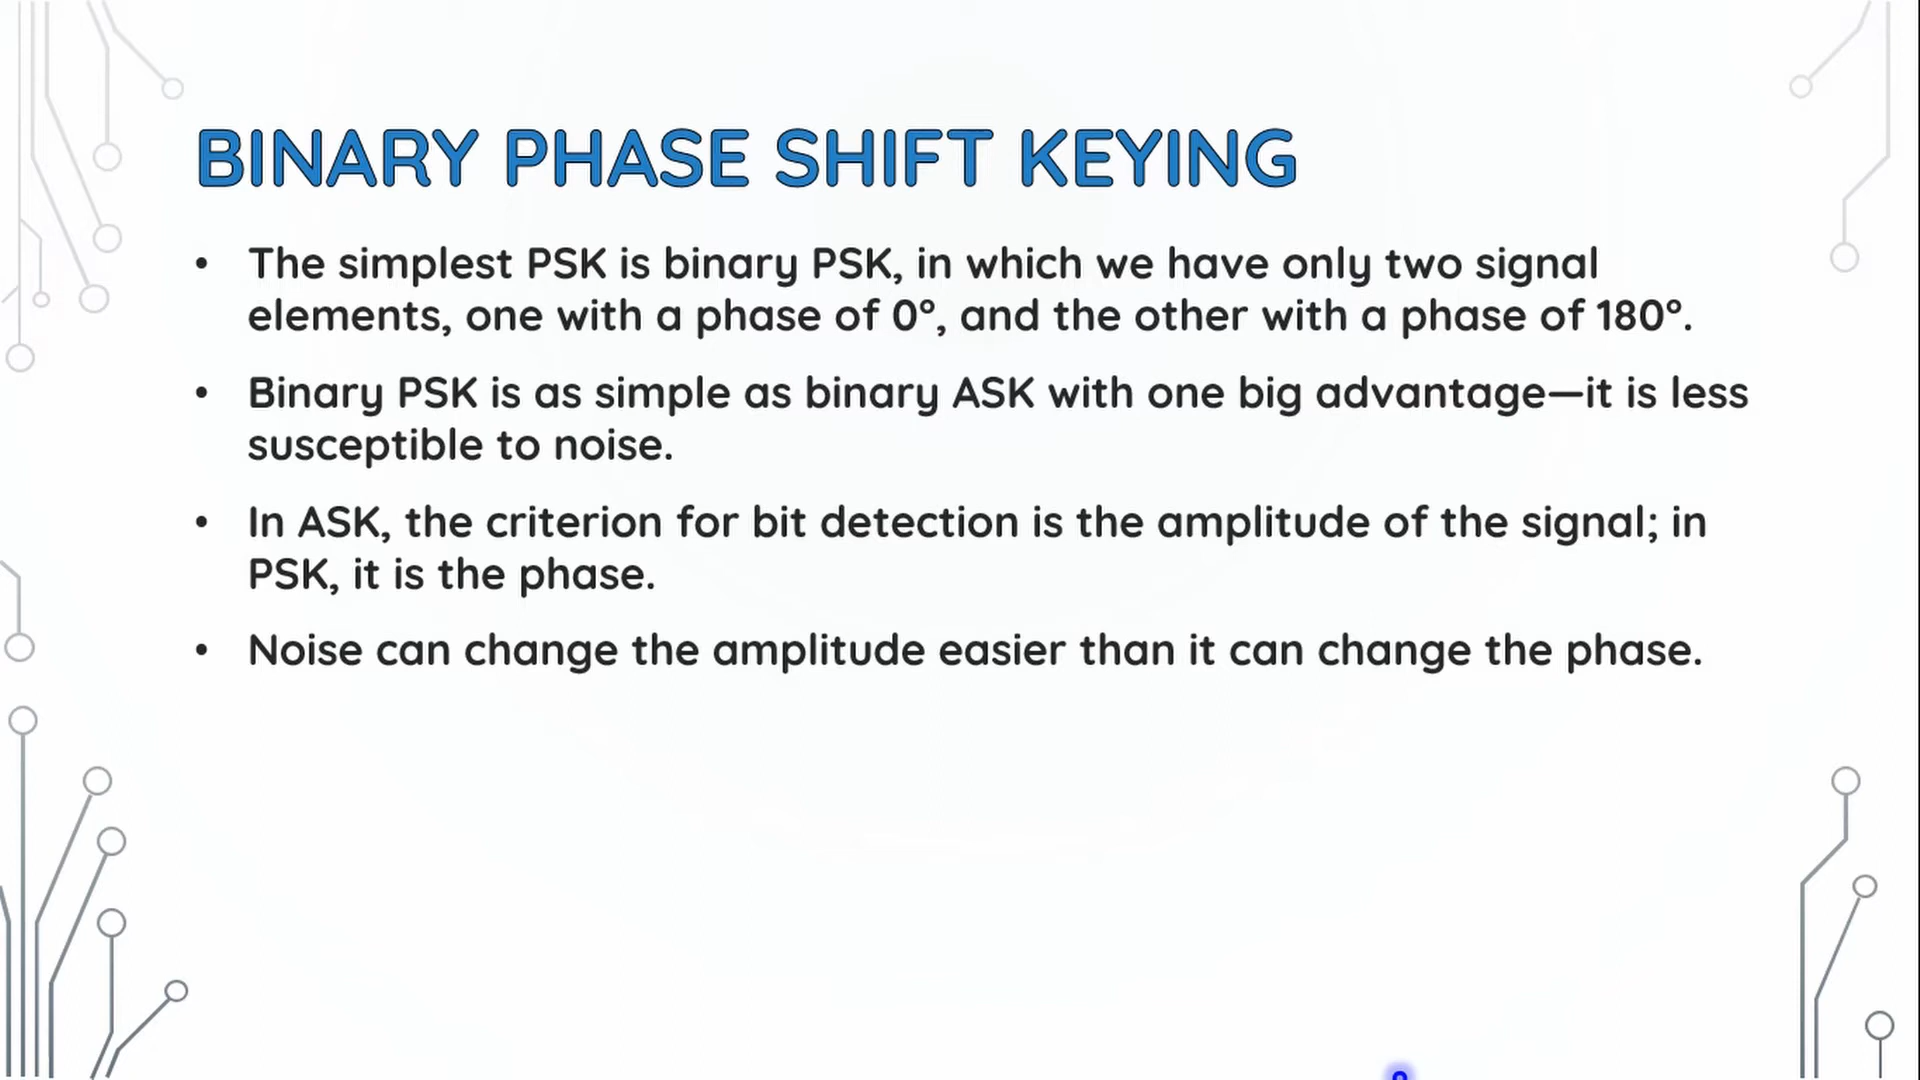 BINARY PHASE SHIFT KEYING
• The simplest PSK is binary PSK, in which we have only two signal
elements, one with a phase of 0°, and the other with a phase of 180°.
• Binary PSK is as simple as binary ASK with one big advantage—it is less
susceptible to noise.
• In ASK, the criterion for bit detection is the amplitude of the signal; in
PSK, it is the phase.
• Noise can change the amplitude easier than it can change the phase.